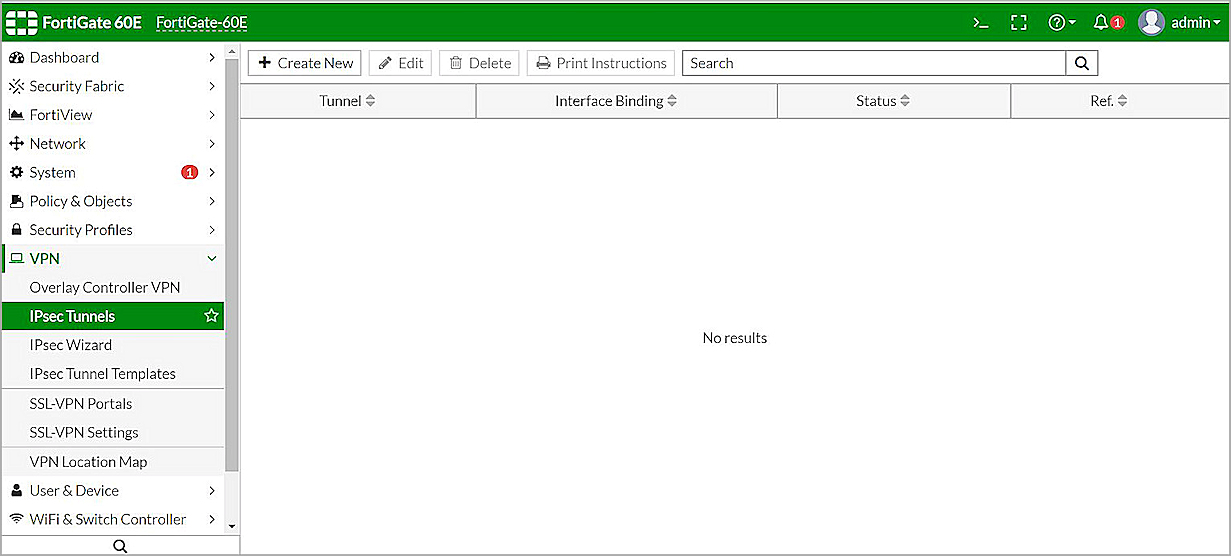 FortiGate 60E FortiGate-60E >_ 1 admin
Dashboard
Security Fabric
FortiView
Network
System 1
Policy & Objects
Security Profiles
VPN
Overlay Controller VPN
IPsec Tunnels
IPsec Wizard
IPsec Tunnel Templates
SSL-VPN Portals
SSL-VPN Settings
VPN Location Map
User & Device
WiFi & Switch Controller
+ Create New Edit Delete Print Instructions Search
Tunnel Interface Binding Status Ref.
No results